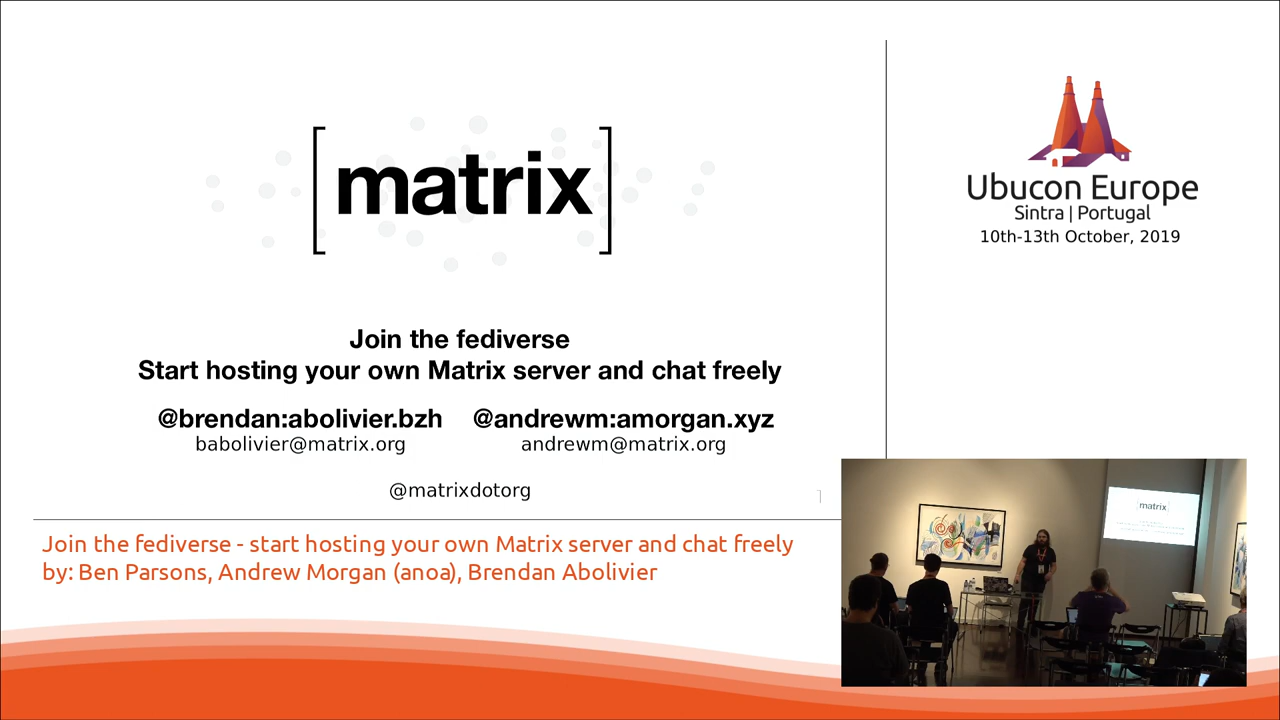 [matrix]
Join the fediverse
Start hosting your own Matrix server and chat freely
@brendan:abolivier.bzh @andrewm:amorgan.xyz
babolivier@matrix.org andrewm@matrix.org
@matrixdotorg
1
Join the fediverse - start hosting your own Matrix server and chat freely
by: Ben Parsons, Andrew Morgan (anoa), Brendan Abolivier
Ubucon Europe
Sintra | Portugal
10th-13th October, 2019
[matrix]